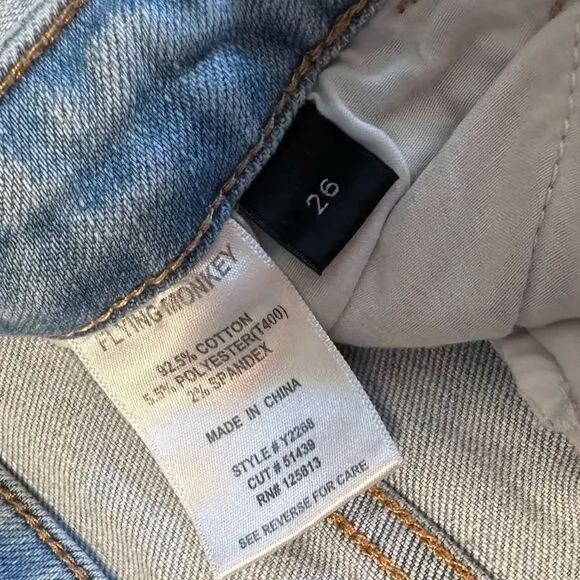 26
FLYING MONKEY
92.5% COTTON
5.5% POLYESTER(T400)
2% SPANDEX
MADE IN CHINA
STYLE # Y2268
CUT # 51439
RN# 125813
SEE REVERSE FOR CARE